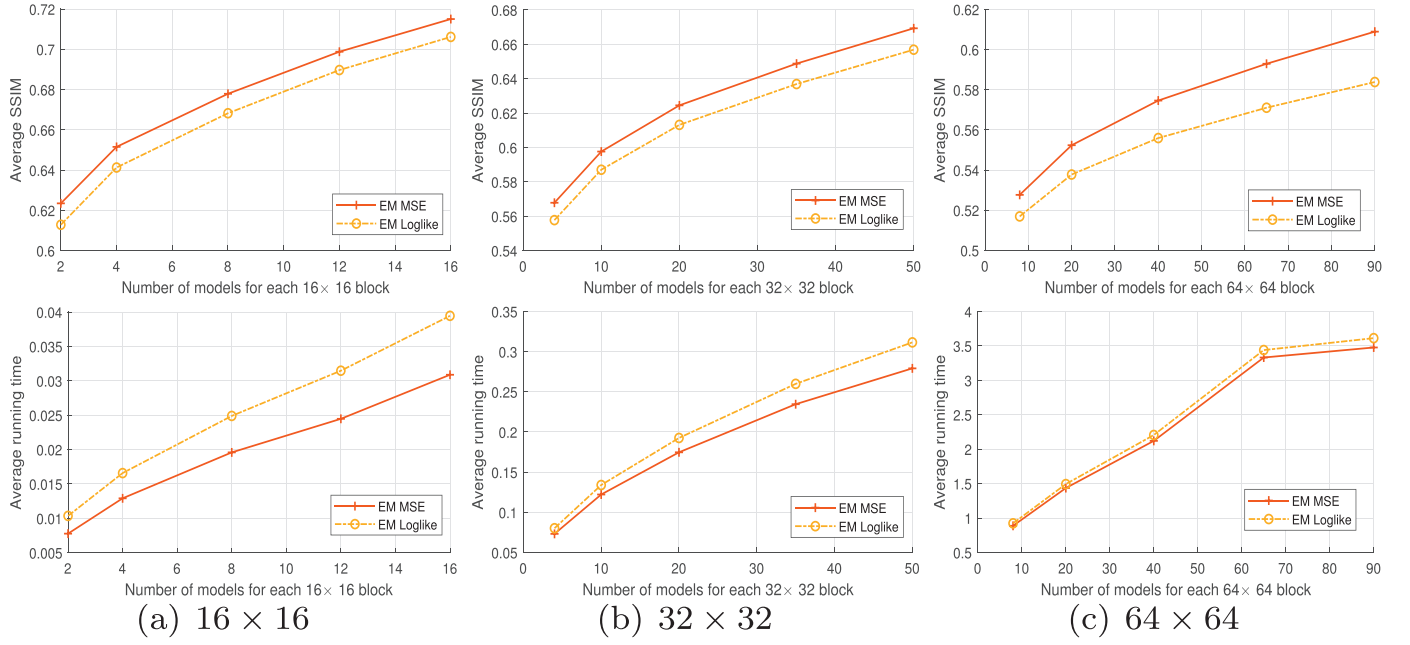 0.72
0.7
0.68
0.66
0.64
0.62
0.6
Average SSIM
2 4 6 8 10 12 14 16
Number of models for each 16× 16 block
EM MSE
EM Loglike
0.68
0.66
0.64
0.62
0.6
0.58
0.56
0.54
Average SSIM
0 10 20 30 40 50
Number of models for each 32× 32 block
EM MSE
EM Loglike
0.62
0.6
0.58
0.56
0.54
0.52
0.5
Average SSIM
0 10 20 30 40 50 60 70 80 90
Number of models for each 64× 64 block
EM MSE
EM Loglike
0.04
0.035
0.03
0.025
0.02
0.015
0.01
0.005
Average running time
2 4 6 8 10 12 14 16
Number of models for each 16× 16 block
EM MSE
EM Loglike
0.35
0.3
0.25
0.2
0.15
0.1
0.05
Average running time
0 10 20 30 40 50
Number of models for each 32× 32 block
EM MSE
EM Loglike
4
3.5
3
2.5
2
1.5
1
0.5
Average running time
0 10 20 30 40 50 60 70 80 90
Number of models for each 64× 64 block
EM MSE
EM Loglike
(a) 16 × 16
(b) 32 × 32
(c) 64 × 64